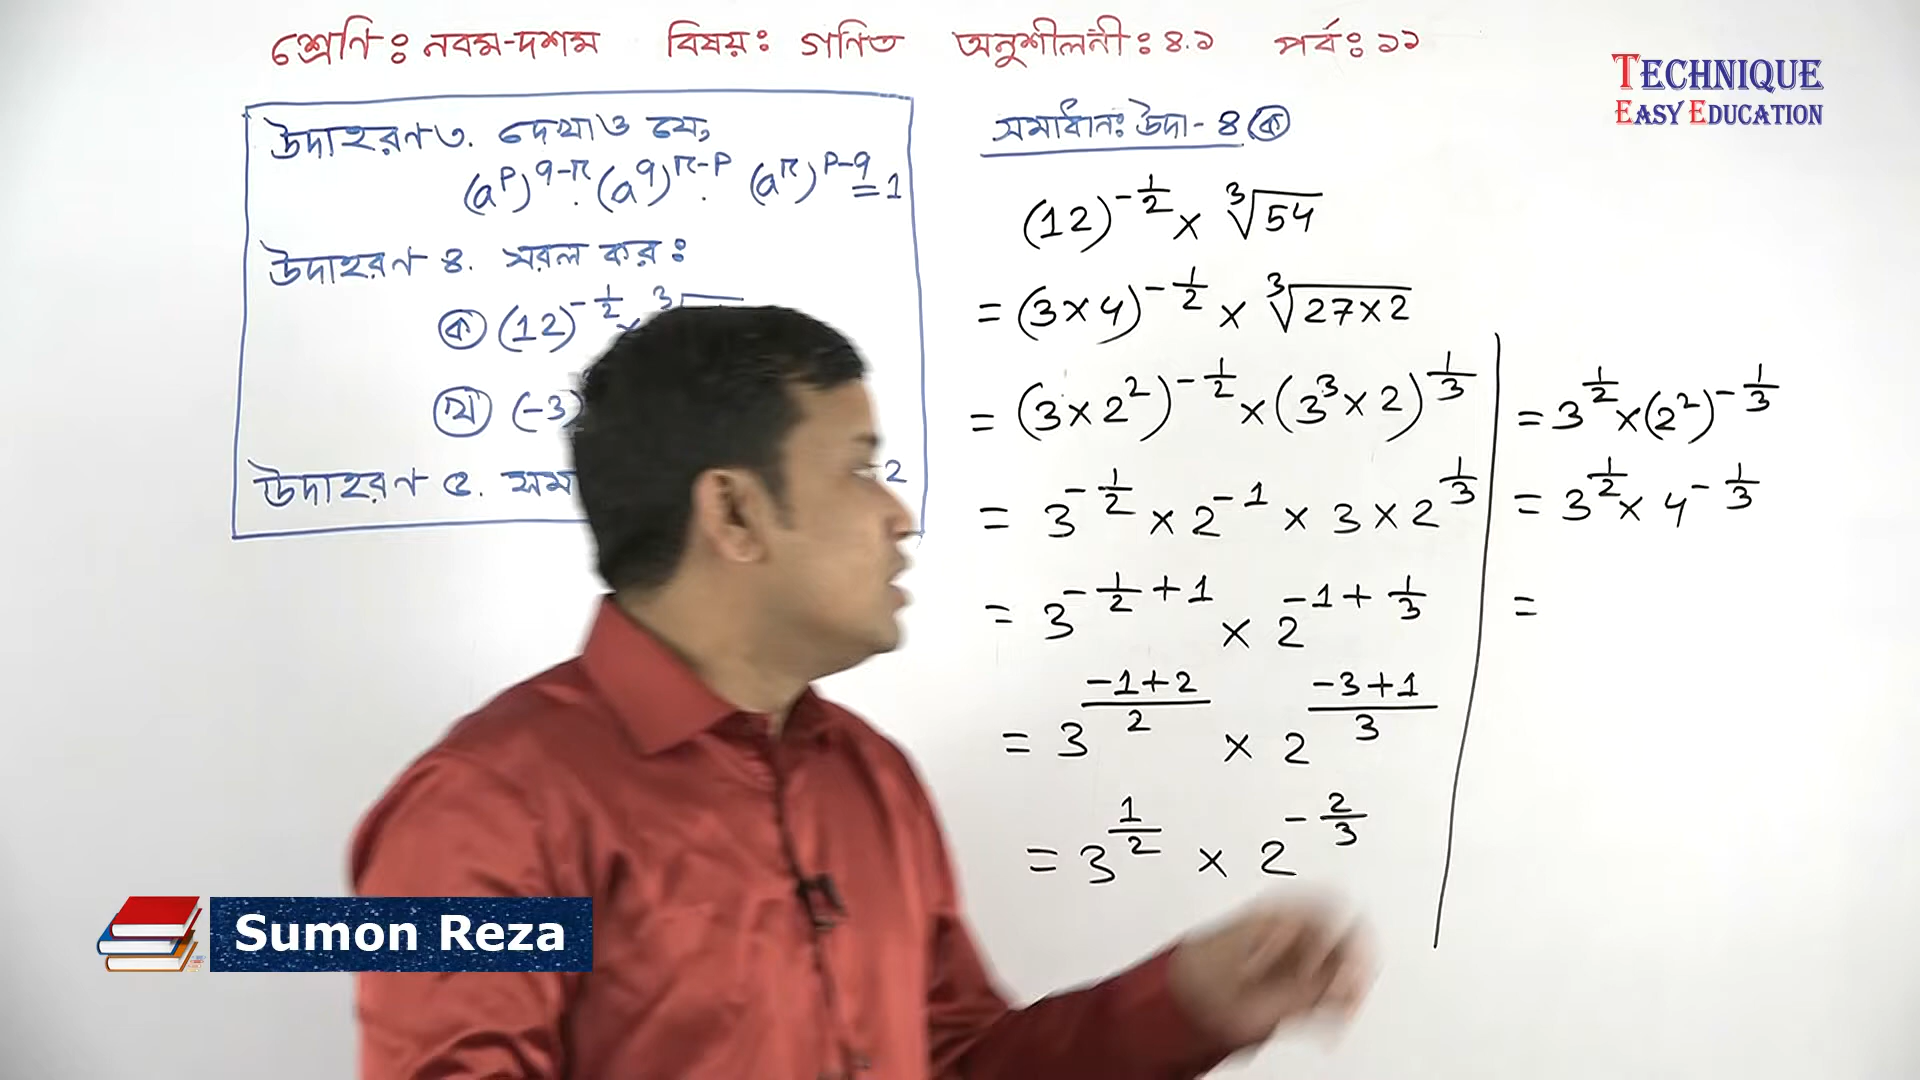 শ্রেণি: নবম-দশম বিষয়: গণিত অনুশীলনী: ৪.১ পর্ব: ১১
TECHNIQUE
EASY EDUCATION
উদাহরণ ৩. দেখাও যে,
(a^p)^{q-r} . (a^q)^{r-p} . (a^r)^{p-q} = 1
উদাহরণ ৪. সরল কর:
ক (12)^{-1/2} × ³√
খ (-3)
উদাহরণ ৫. 2
সমাধান: উদা - ৪ ক
(12)^{-1/2} × ³√54
= (3×4)^{-1/2} × ³√27×2
= (3×2²)^{-1/2} × (3³×2)^{1/3}
= 3^{-1/2} × 2^{-1} × 3 × 2^{1/3}
= 3^{-1/2+1} × 2^{-1+1/3}
= 3^{(-1+2)/2} × 2^{(-3+1)/3}
= 3^{1/2} × 2^{-2/3}
= 3^{1/2} × (2²)^{-1/3}
= 3^{1/2} × 4^{-1/3}
=
Sumon Reza